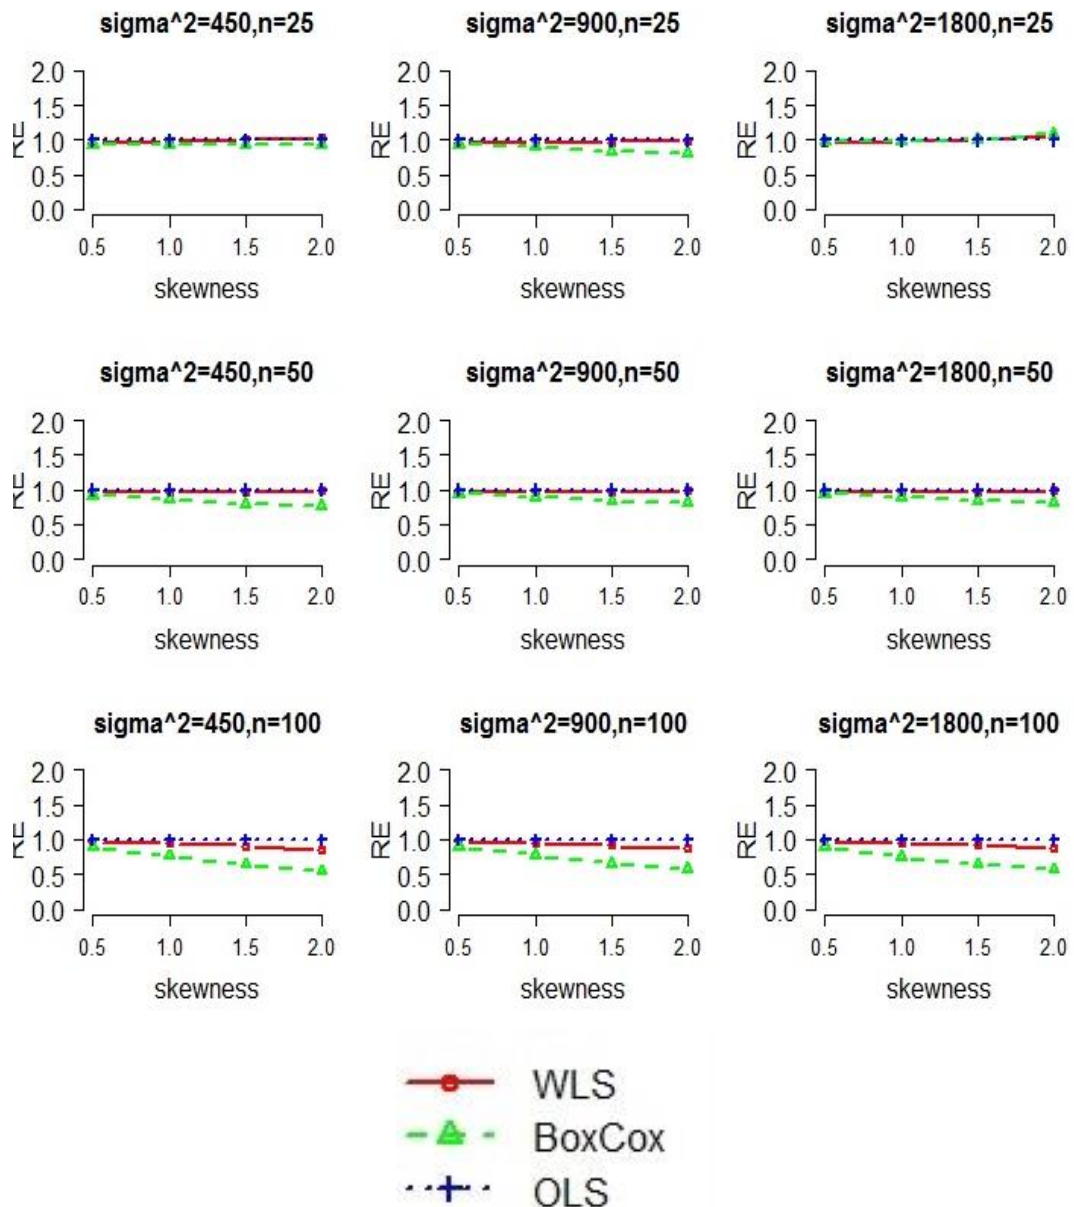 sigma^2=450,n=25
sigma^2=900,n=25
sigma^2=1800,n=25
RE
2.0
1.5
1.0
0.5
0.0
0.5 1.0 1.5 2.0
skewness
RE
2.0
1.5
1.0
0.5
0.0
0.5 1.0 1.5 2.0
skewness
RE
2.0
1.5
1.0
0.5
0.0
0.5 1.0 1.5 2.0
skewness
sigma^2=450,n=50
sigma^2=900,n=50
sigma^2=1800,n=50
RE
2.0
1.5
1.0
0.5
0.0
0.5 1.0 1.5 2.0
skewness
RE
2.0
1.5
1.0
0.5
0.0
0.5 1.0 1.5 2.0
skewness
RE
2.0
1.5
1.0
0.5
0.0
0.5 1.0 1.5 2.0
skewness
sigma^2=450,n=100
sigma^2=900,n=100
sigma^2=1800,n=100
RE
2.0
1.5
1.0
0.5
0.0
0.5 1.0 1.5 2.0
skewness
RE
2.0
1.5
1.0
0.5
0.0
0.5 1.0 1.5 2.0
skewness
RE
2.0
1.5
1.0
0.5
0.0
0.5 1.0 1.5 2.0
skewness
WLS
BoxCox
OLS